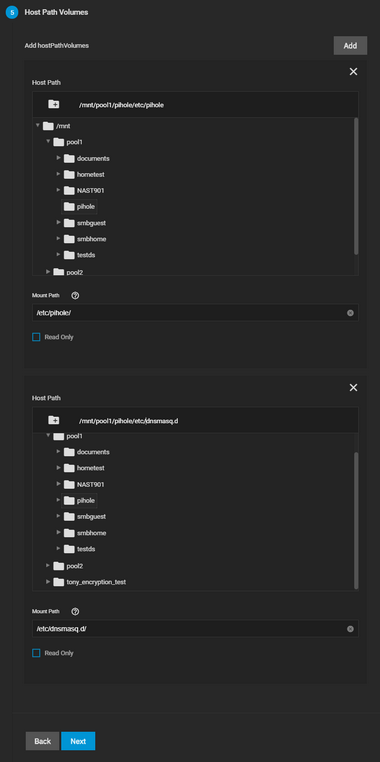 5 Host Path Volumes
Add hostPathVolumes Add
Host Path
/mnt/pool1/pihole/etc/pihole
/mnt
pool1
documents
hometest
NAST901
pihole
smbguest
smbhome
testds
pool2
Mount Path
/etc/pihole/
Read Only
Host Path
/mnt/pool1/pihole/etc/dnsmasq.d
pool1
documents
hometest
NAST901
pihole
smbguest
smbhome
testds
pool2
tony_encryption_test
Mount Path
/etc/dnsmasq.d/
Read Only
Back Next